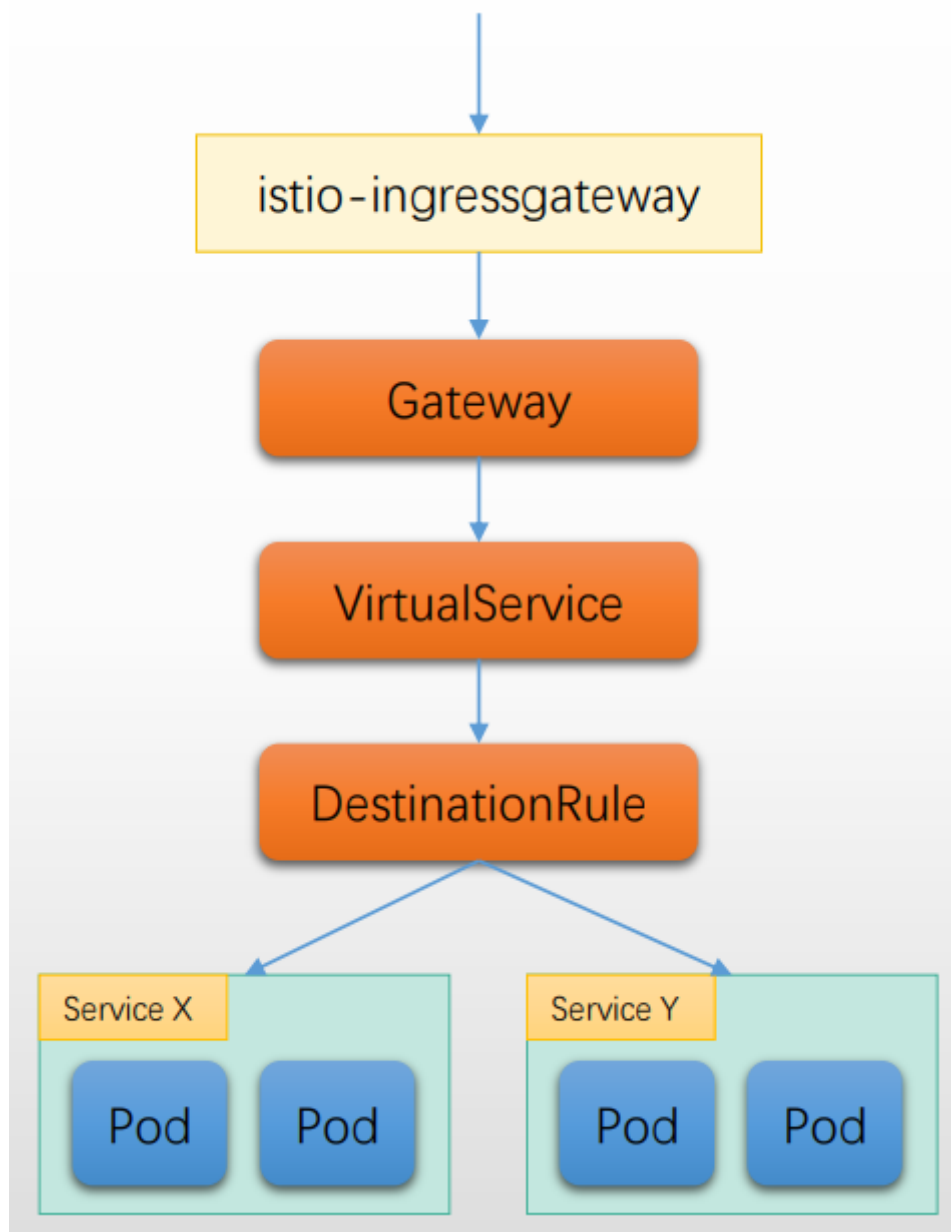 istio-ingressgateway
Gateway
VirtualService
DestinationRule
Service X
Pod
Pod
Service Y
Pod
Pod